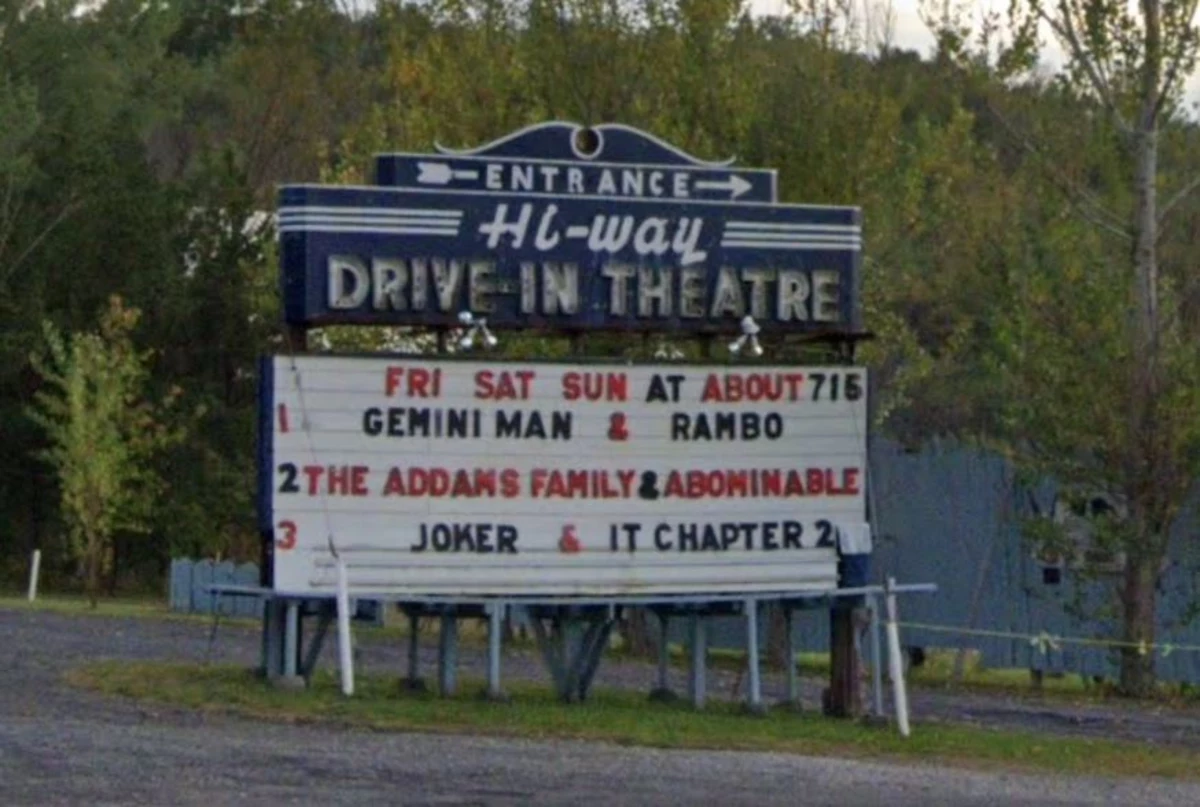 ENTRANCE
Hi-way
DRIVE-IN THEATRE
FRI SAT SUN AT ABOUT 715
1 GEMINI MAN & RAMBO
2 THE ADDAMS FAMILY & ABOMINABLE
3 JOKER & IT CHAPTER 2